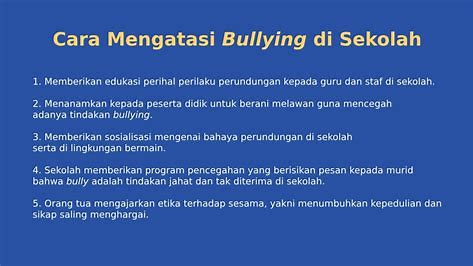 Cara Mengatasi Bullying di Sekolah
1. Memberikan edukasi perihal perilaku perundungan kepada guru dan staf di sekolah.
2. Menanamkan kepada peserta didik untuk berani melawan guna mencegah
adanya tindakan bullying.
3. Memberikan sosialisasi mengenai bahaya perundungan di sekolah
serta di lingkungan bermain.
4. Sekolah memberikan program pencegahan yang berisikan pesan kepada murid
bahwa bully adalah tindakan jahat dan tak diterima di sekolah.
5. Orang tua mengajarkan etika terhadap sesama, yakni menumbuhkan kepedulian dan
sikap saling menghargai.